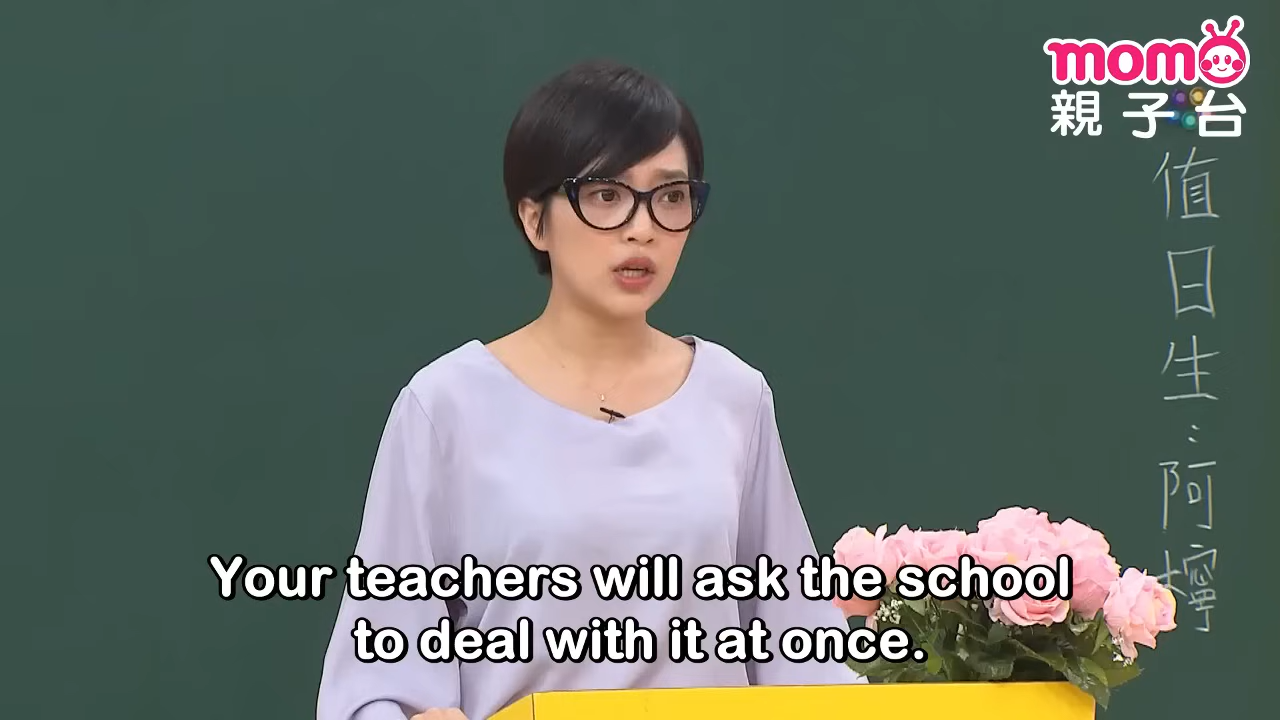 momo
親子台
值日生:阿檸
Your teachers will ask the school
to deal with it at once.